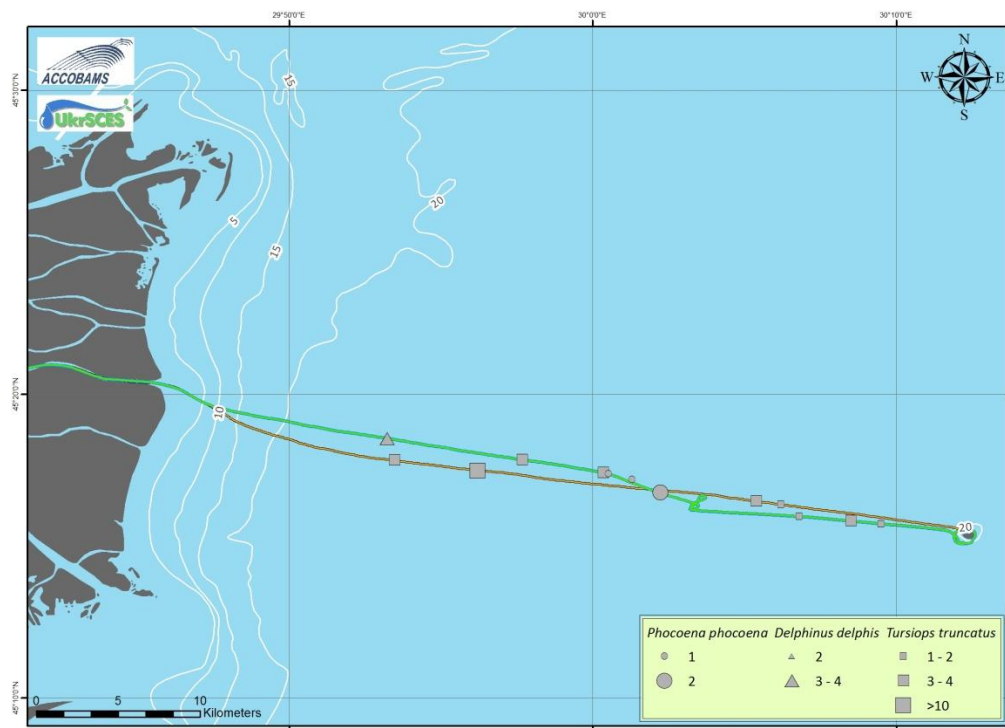 29°50'0"E 30°0'0"E 30°10'0"E
ACCOBAMS
UkrSCES
N
W E
S
45°30'0"N
15
20
5
15
45°20'0"N
10
20
Phocoena phocoena Delphinus delphis Tursiops truncatus
1 2 1 - 2
2 3 - 4 3 - 4
>10
45°10'0"N
0 5 10
Kilometers